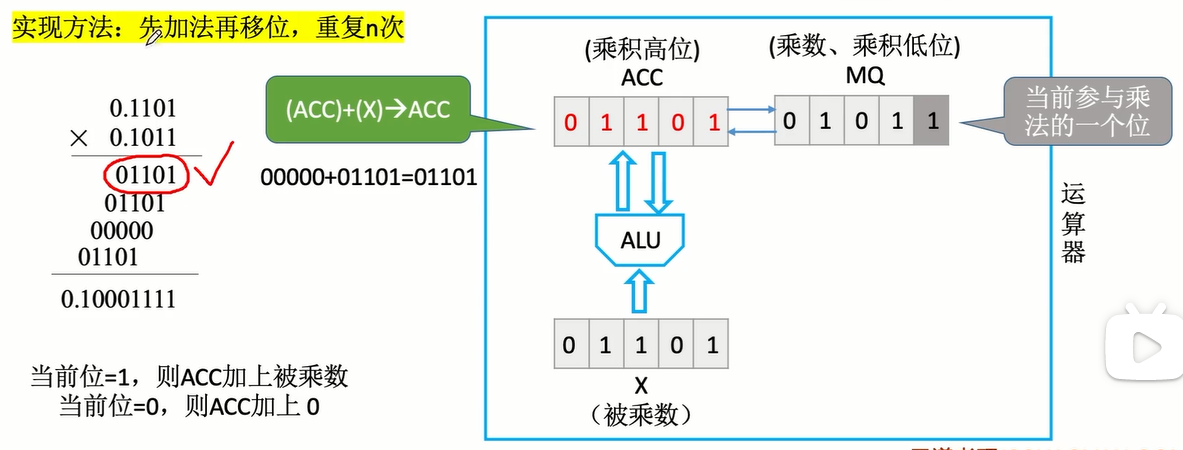 实现方法：先加法再移位，重复n次
0.1101
× 0.1011
01101
01101
00000
01101
0.10001111
当前位=1，则ACC加上被乘数
当前位=0，则ACC加上 0
(ACC)+(X)→ACC
00000+01101=01101
(乘积高位)
ACC
0 1 1 0 1
(乘数、乘积低位)
MQ
0 1 0 1 1
当前参与乘
法的一个位
ALU
0 1 1 0 1
X
（被乘数）
运
算
器